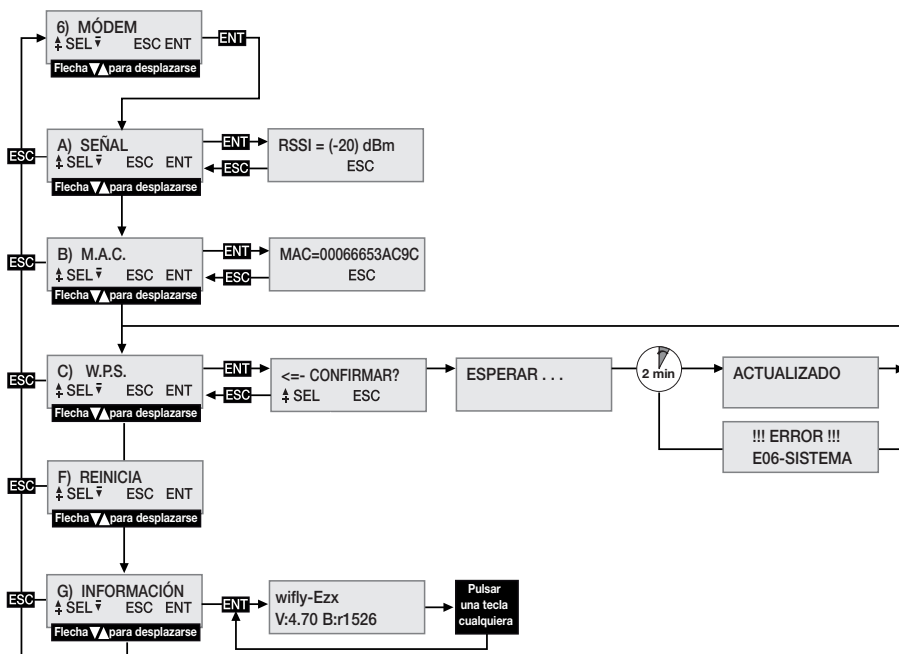 6) MÓDEM
SEL ESC ENT
Flecha para desplazarse
ENT
A) SEÑAL
SEL ESC ENT
Flecha para desplazarse
ESC
ENT
ESC
RSSI = (-20) dBm
ESC
B) M.A.C.
SEL ESC ENT
Flecha para desplazarse
ESC
ENT
ESC
MAC=00066653AC9C
ESC
C) W.P.S.
SEL ESC ENT
Flecha para desplazarse
ESC
ENT
ESC
<=- CONFIRMAR?
SEL ESC
ESPERAR . . .
2 min
ACTUALIZADO
!!! ERROR !!!
E06-SISTEMA
F) REINICIA
SEL ESC ENT
Flecha para desplazarse
ESC
G) INFORMACIÓN
SEL ESC ENT
Flecha para desplazarse
ESC
ENT
wifly-Ezx
V:4.70 B:r1526
Pulsar
una tecla
cualquiera